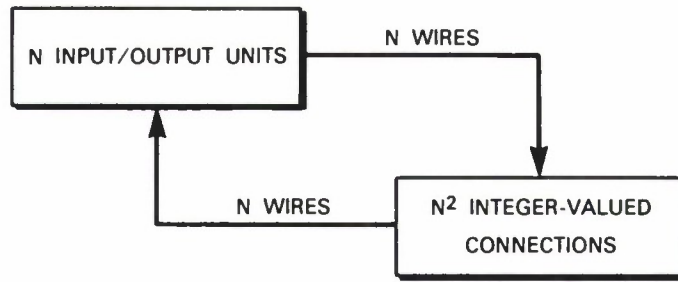 N INPUT/OUTPUT UNITS
N WIRES
N WIRES
N² INTEGER-VALUED
CONNECTIONS